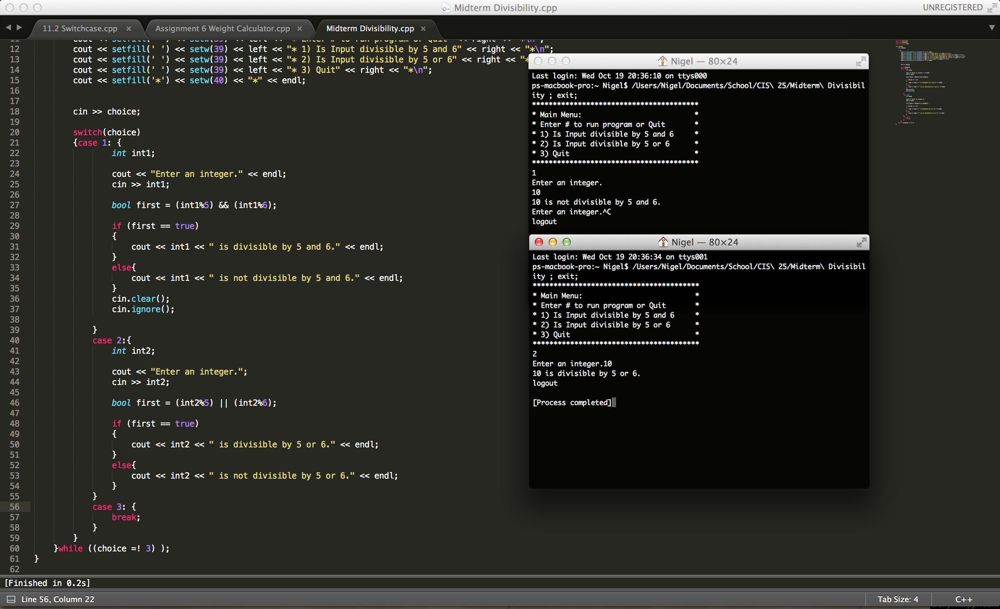 Midterm Divisibility.cpp
UNREGISTERED
11.2 Switchcase.cpp × Assignment 6 Weight Calculator.cpp × Midterm Divisibility.cpp ×
11 cout << setfill(' ') << setw(39) << left << "* Enter # to run program or Quit" << right << "*\n";
12 cout << setfill(' ') << setw(39) << left << "* 1) Is Input divisible by 5 and 6" << right << "*\n";
13 cout << setfill(' ') << setw(39) << left << "* 2) Is Input divisible by 5 or 6" << right << "*
14 cout << setfill(' ') << setw(39) << left << "* 3) Quit" << right << "*\n";
15 cout << setfill('*') << setw(40) << "*" << endl;
16
17
18 cin >> choice;
19
20 switch(choice)
21 {case 1: {
22 int int1;
23
24 cout << "Enter an integer." << endl;
25 cin >> int1;
26
27 bool first = (int1%5) && (int1%6);
28
29 if (first == true)
30 {
31 cout << int1 << " is divisible by 5 and 6." << endl;
32 }
33 else{
34 cout << int1 << " is not divisible by 5 and 6." << endl;
35 }
36 cin.clear();
37 cin.ignore();
38
39 }
40 case 2:{
41 int int2;
42
43 cout << "Enter an integer.";
44 cin >> int2;
45
46 bool first = (int2%5) || (int2%6);
47
48 if (first == true)
49 {
50 cout << int2 << " is divisible by 5 or 6." << endl;
51 }
52 else{
53 cout << int2 << " is not divisible by 5 or 6." << endl;
54 }
55 }
56 case 3: {
57 break;
58 }
59 }
60 }while ((choice =! 3) );
61 }
62
Nigel — 80×24
Last login: Wed Oct 19 20:36:10 on ttys000
ps-macbook-pro:~ Nigel$ /Users/Nigel/Documents/School/CIS\ 25/Midterm\ Divisibil
ity ; exit;
****************************************
* Main Menu: *
* Enter # to run program or Quit *
* 1) Is Input divisible by 5 and 6 *
* 2) Is Input divisible by 5 or 6 *
* 3) Quit *
****************************************
1
Enter an integer.
10
10 is not divisible by 5 and 6.
Enter an integer.^C
logout
Nigel — 80×24
Last login: Wed Oct 19 20:36:34 on ttys001
ps-macbook-pro:~ Nigel$ /Users/Nigel/Documents/School/CIS\ 25/Midterm\ Divisibil
ity ; exit;
****************************************
* Main Menu: *
* Enter # to run program or Quit *
* 1) Is Input divisible by 5 and 6 *
* 2) Is Input divisible by 5 or 6 *
* 3) Quit *
****************************************
2
Enter an integer.10
10 is divisible by 5 or 6.
logout
[Process completed]
[Finished in 0.2s]
Line 56, Column 22
Tab Size: 4
C++